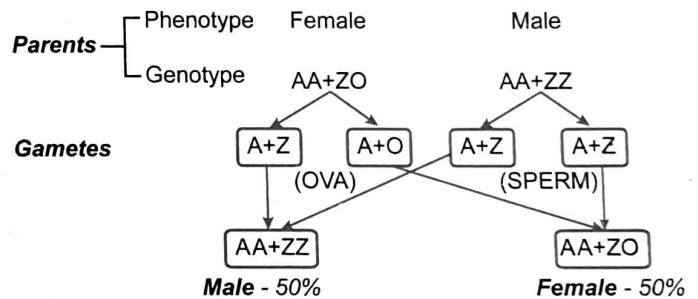 Parents
Phenotype Female Male
Genotype AA+ZO AA+ZZ
Gametes A+Z A+O A+Z A+Z
(OVA) (SPERM)
AA+ZZ AA+ZO
Male - 50% Female - 50%